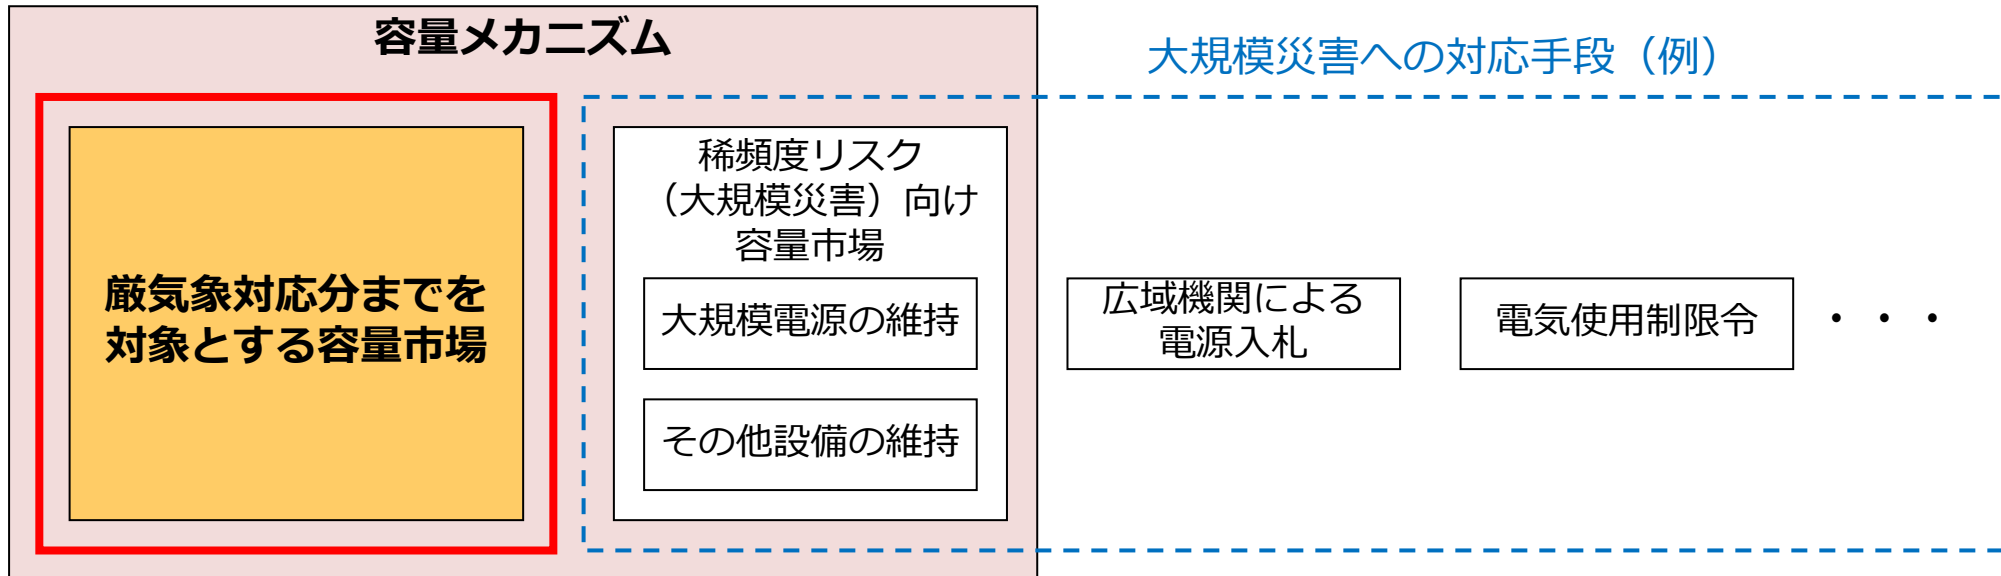 容量メカニズム
大規模災害への対応手段（例）
厳気象対応分までを
対象とする容量市場
稀頻度リスク
（大規模災害）向け
容量市場
大規模電源の維持
その他設備の維持
広域機関による
電源入札
電気使用制限令
・・・